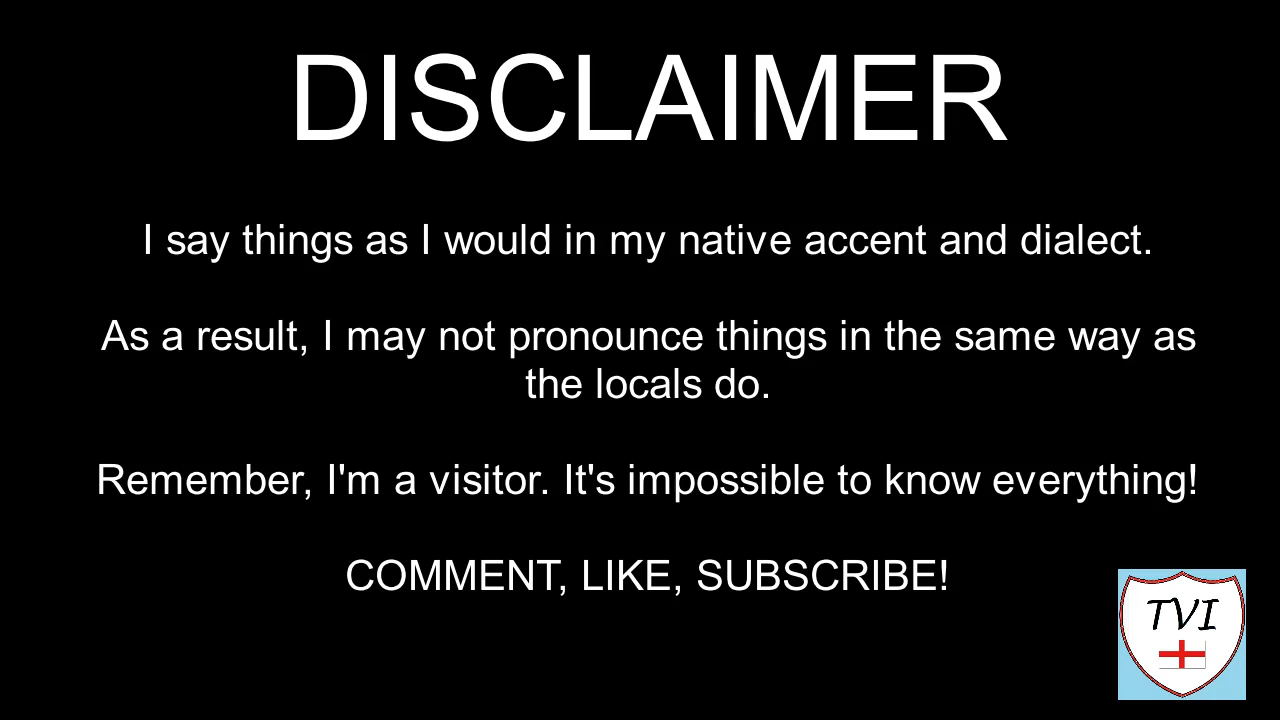 DISCLAIMER
I say things as I would in my native accent and dialect.
As a result, I may not pronounce things in the same way as
the locals do.
Remember, I'm a visitor. It's impossible to know everything!
COMMENT, LIKE, SUBSCRIBE!
TVI